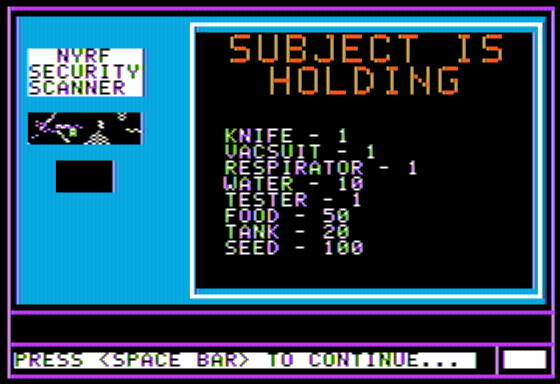 NYRF
SECURITY
SCANNER
SUBJECT IS
HOLDING
KNIFE - 1
VACSUIT - 1
RESPIRATOR - 1
WATER - 10
TESTER - 1
FOOD - 50
TANK - 20
SEED - 100
PRESS <SPACE BAR> TO CONTINUE...